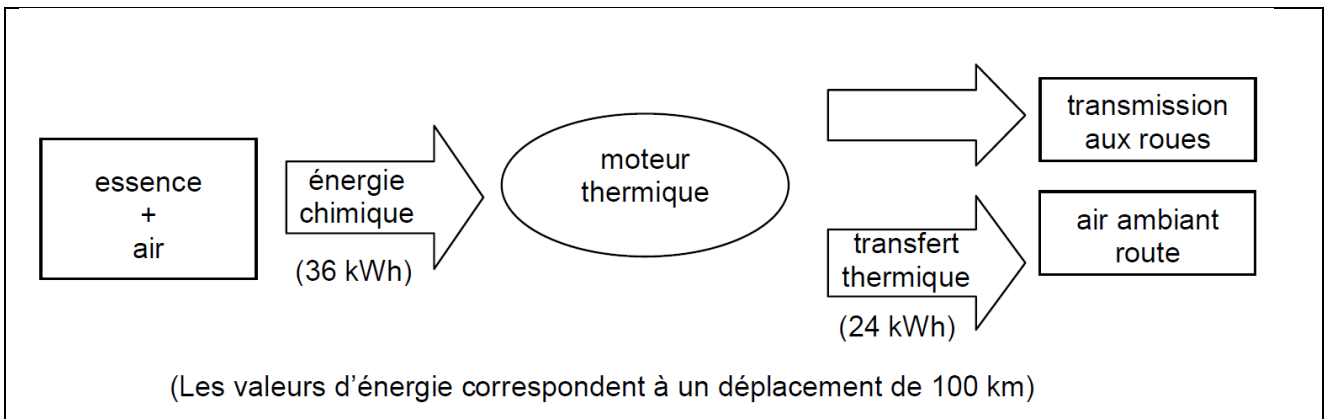 essence
+
air
énergie
chimique
(36 kWh)
moteur
thermique
transmission
aux roues
transfert
thermique
(24 kWh)
air ambiant
route
(Les valeurs d’énergie correspondent à un déplacement de 100 km)